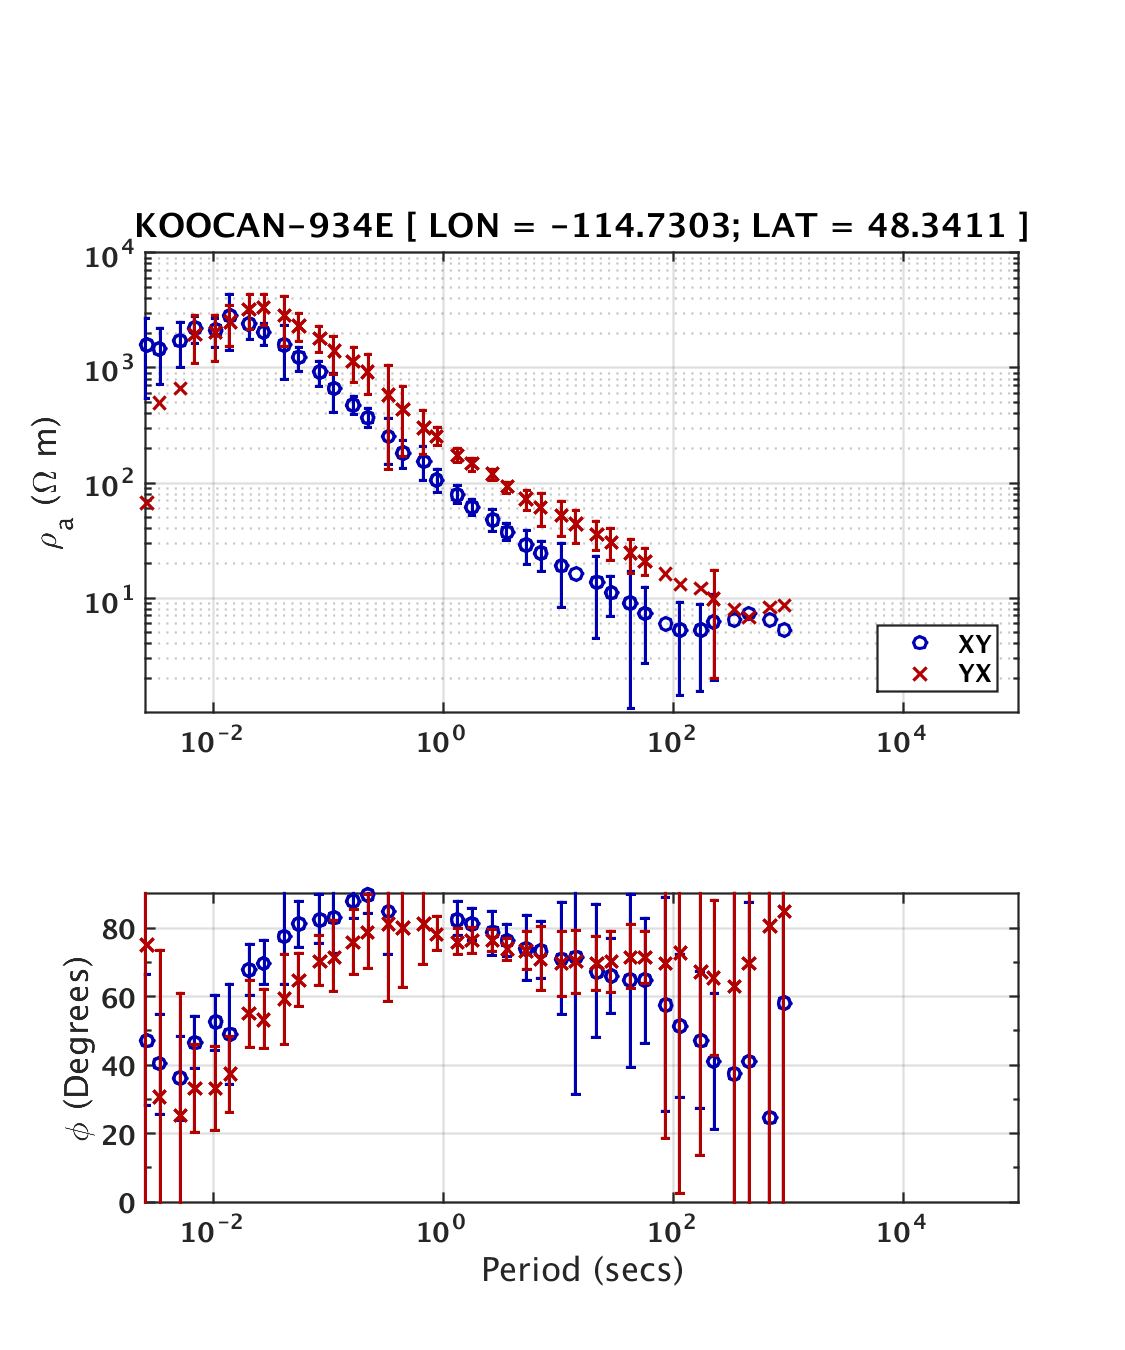 KOOCAN-934E [ LON = -114.7303; LAT = 48.3411 ]
10^4
10^3
10^2
10^1
ρ_a (Ω m)
XY
YX
10^-2 10^0 10^2 10^4
80
60
40
20
0
ϕ (Degrees)
10^-2 10^0 10^2 10^4
Period (secs)